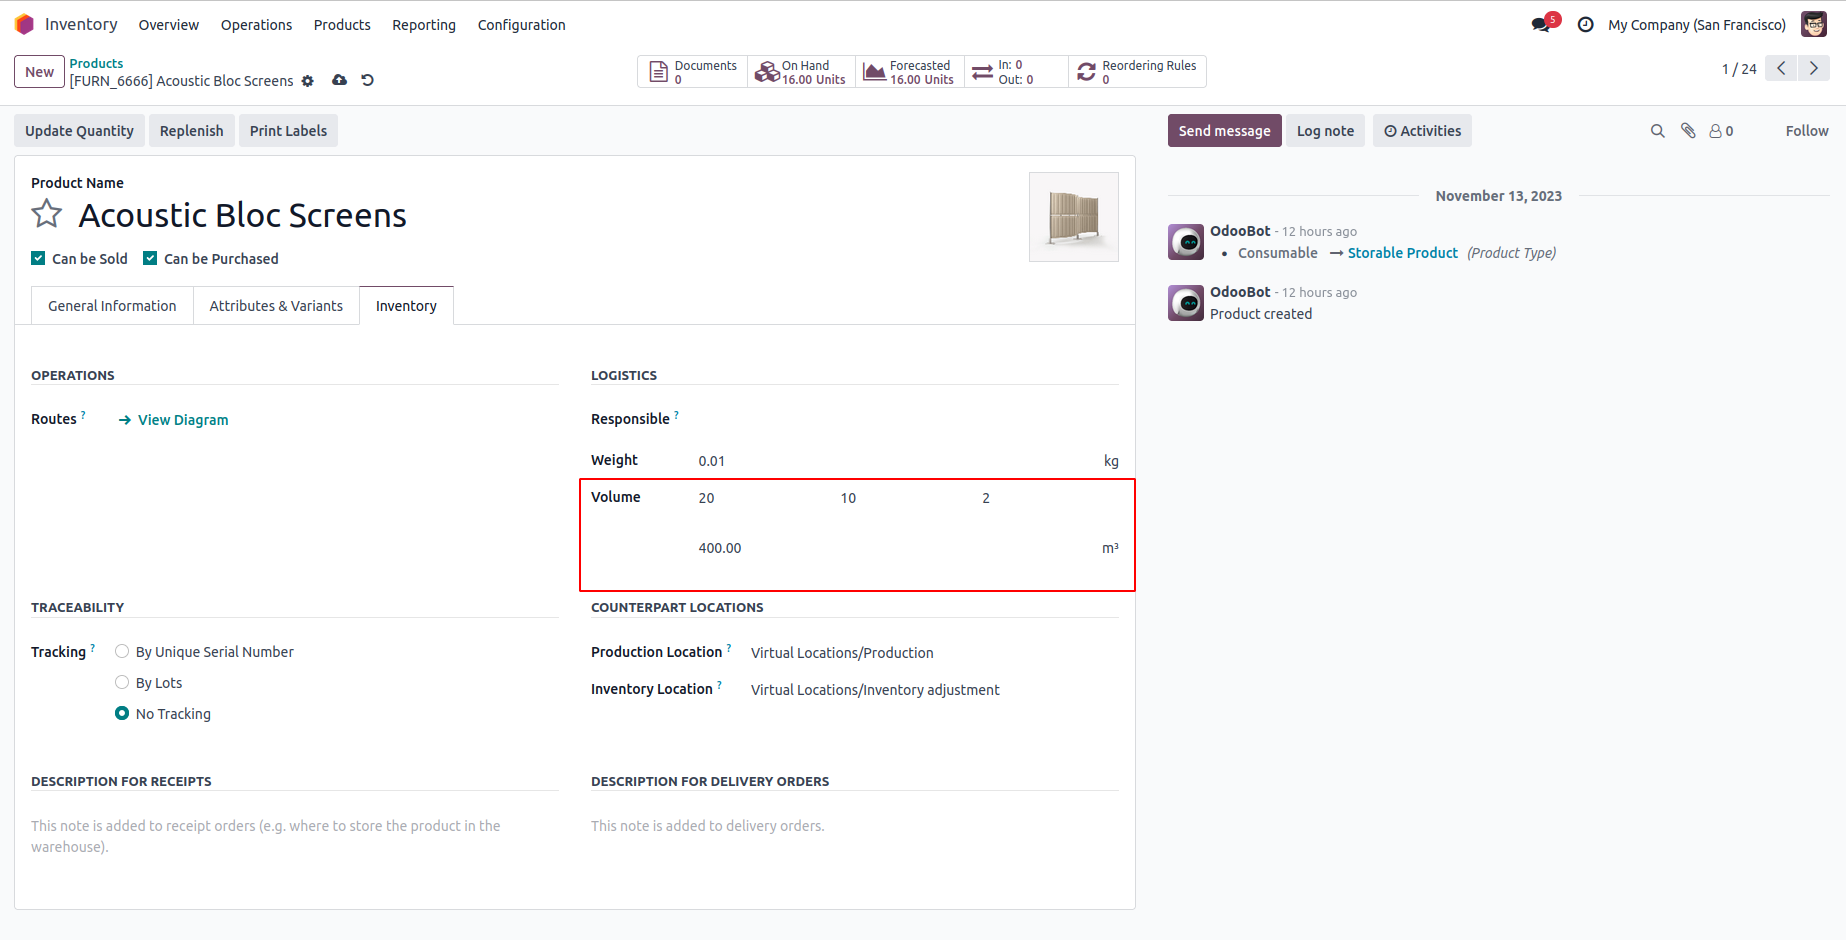 Inventory Overview Operations Products Reporting Configuration 5 My Company (San Francisco)
New Products
[FURN_6666] Acoustic Bloc Screens
Documents 0
On Hand 16.00 Units
Forecasted 16.00 Units
In: 0
Out: 0
Reordering Rules 0
1 / 24
Update Quantity Replenish Print Labels
Send message Log note Activities 0 Follow
Product Name
Acoustic Bloc Screens
Can be Sold Can be Purchased
General Information Attributes & Variants Inventory
OPERATIONS
Routes ? View Diagram
LOGISTICS
Responsible ?
Weight 0.01 kg
Volume 20 10 2
400.00 m³
TRACEABILITY
Tracking ? By Unique Serial Number
By Lots
No Tracking
COUNTERPART LOCATIONS
Production Location ? Virtual Locations/Production
Inventory Location ? Virtual Locations/Inventory adjustment
DESCRIPTION FOR RECEIPTS
This note is added to receipt orders (e.g. where to store the product in the
warehouse).
DESCRIPTION FOR DELIVERY ORDERS
This note is added to delivery orders.
November 13, 2023
OdooBot - 12 hours ago
• Consumable → Storable Product (Product Type)
OdooBot - 12 hours ago
Product created